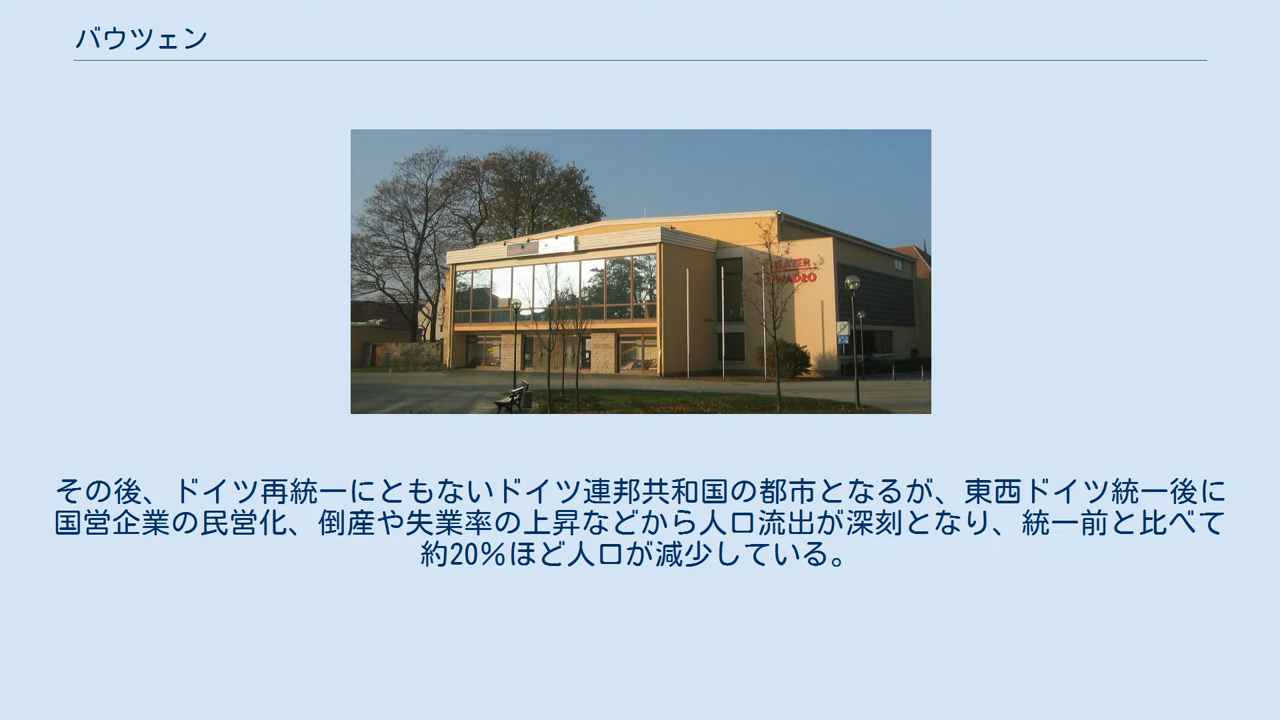 バウツェン
その後、ドイツ再統一にともないドイツ連邦共和国の都市となるが、東西ドイツ統一後に
国営企業の民営化、倒産や失業率の上昇などから人口流出が深刻となり、統一前と比べて
約20%ほど人口が減少している。